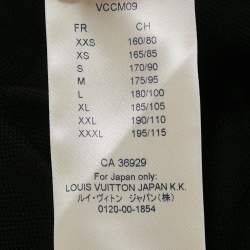 VCCM09
FR CH
XXS 160/80
XS 165/85
S 170/90
M 175/95
L 180/100
XL 185/105
XXL 190/110
XXXL 195/115
CA 36929
For Japan only:
LOUIS VUITTON JAPAN K.K.
ルイ・ヴィトン ジャパン(株)
0120-00-1854